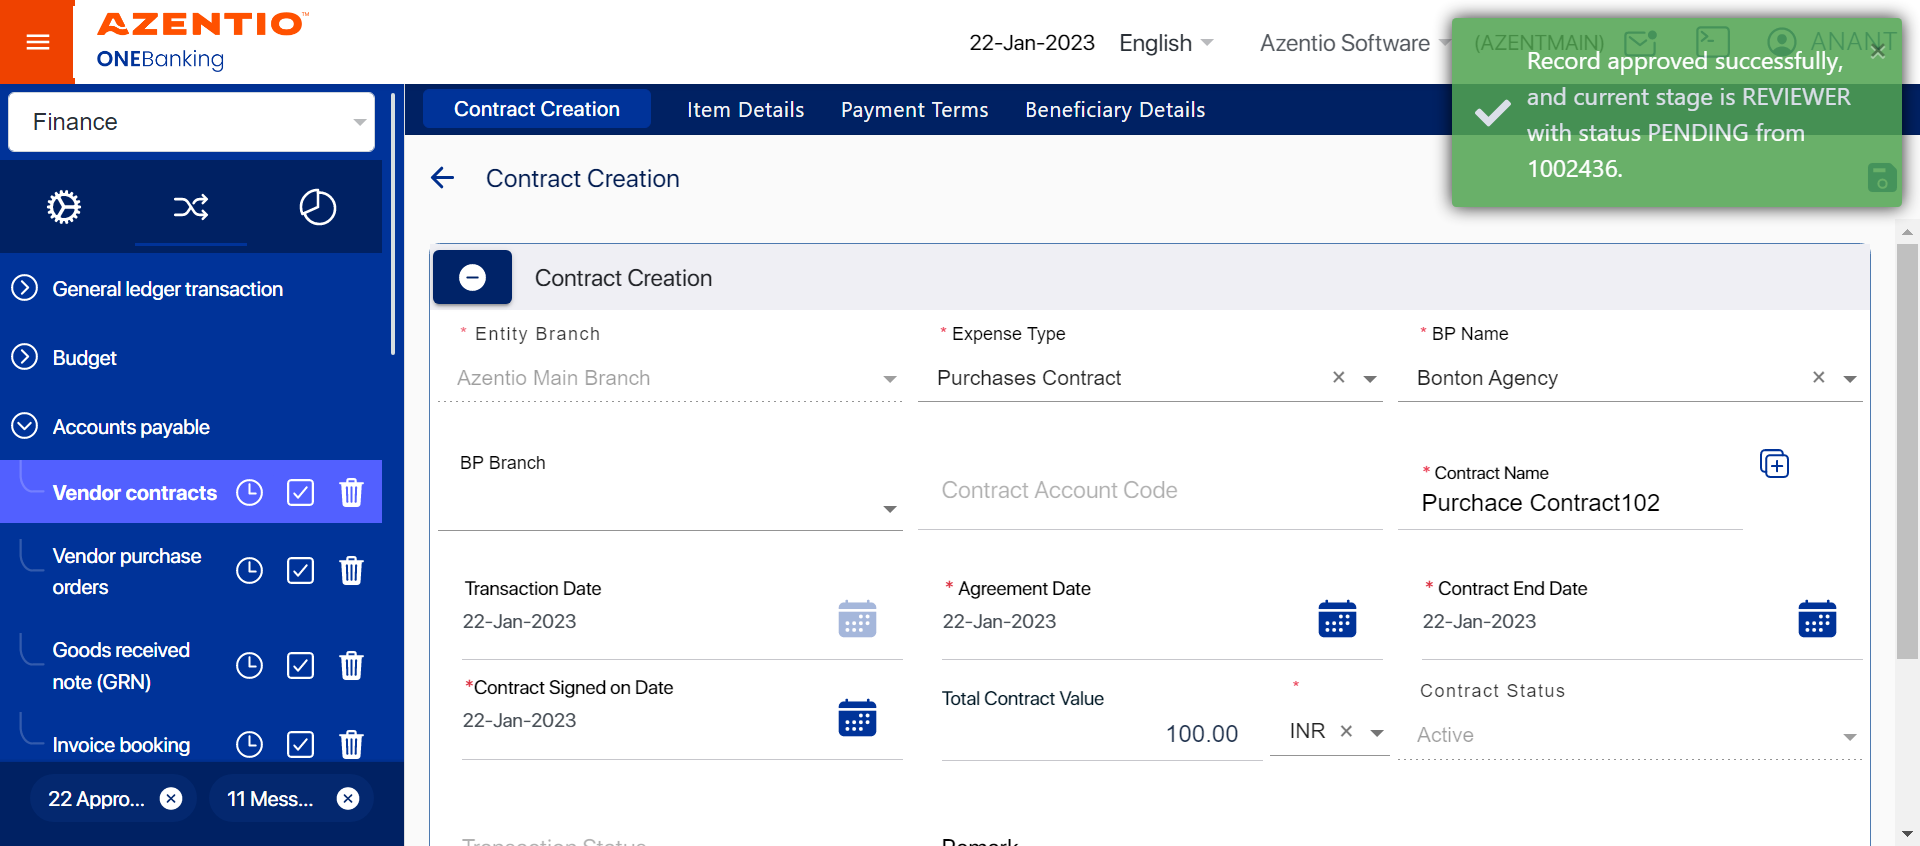 AZENTIO™
ONEBanking
22-Jan-2023 English Azentio Software (AZENTMAIN) ANANT
Record approved successfully,
and current stage is REVIEWER
with status PENDING from
1002436.
Finance
Contract Creation Item Details Payment Terms Beneficiary Details
Contract Creation
General ledger transaction
Budget
Accounts payable
Vendor contracts
Vendor purchase
orders
Goods received
note (GRN)
Invoice booking
22 Appro...
11 Mess...
Contract Creation
* Entity Branch
Azentio Main Branch
* Expense Type
Purchases Contract
* BP Name
Bonton Agency
BP Branch
Contract Account Code
* Contract Name
Purchace Contract102
Transaction Date
22-Jan-2023
* Agreement Date
22-Jan-2023
* Contract End Date
22-Jan-2023
*Contract Signed on Date
22-Jan-2023
Total Contract Value
100.00
*
INR
Contract Status
Active
Transaction Status
Remark